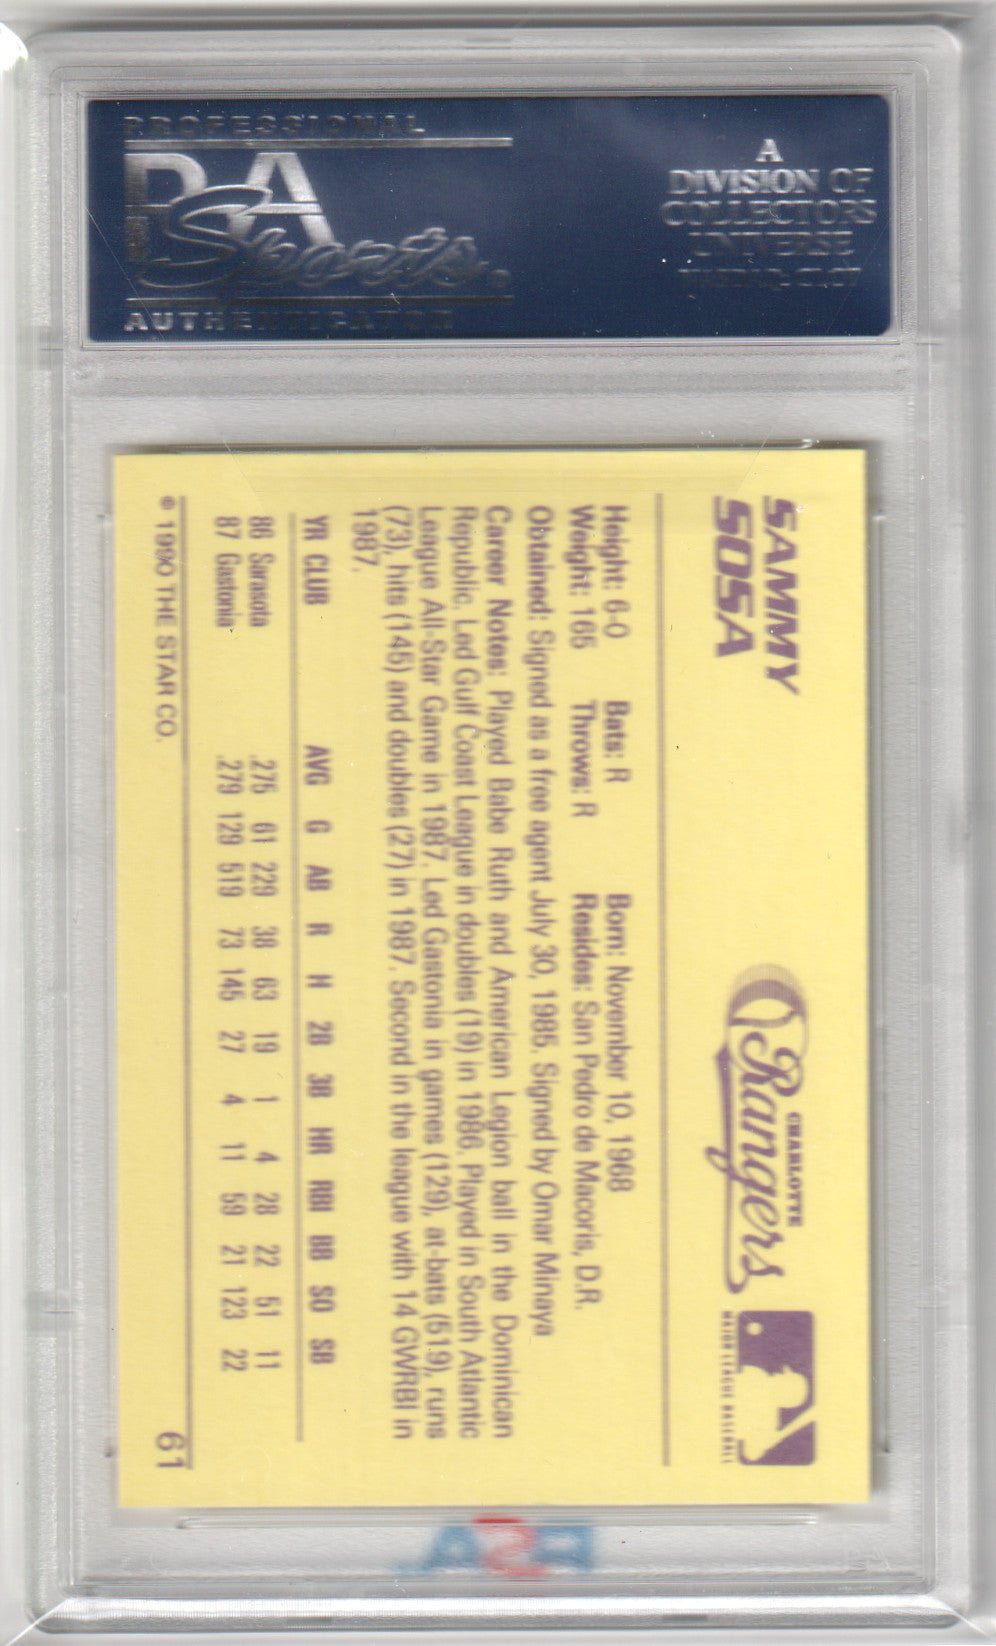 PROFESSIONAL
PSA
Sports
AUTHENTICATOR
A
DIVISION OF
COLLECTORS
UNIVERSE
NASDAQ: CLCT
SAMMY
SOSA
CHARLOTTE
Rangers
MAJOR LEAGUE BASEBALL
Height: 6-0 Bats: R Born: November 10, 1968
Weight: 165 Throws: R Resides: San Pedro de Macoris, D.R.
Obtained: Signed as a free agent July 30, 1985. Signed by Omar Minaya
Career Notes: Played Babe Ruth and American Legion ball in the Dominican
Republic. Led Gulf Coast League in doubles (19) in 1986. Played in South Atlantic
League All-Star Game in 1987. Led Gastonia in games (129), at-bats (519), runs
(73), hits (145) and doubles (27) in 1987. Second in the league with 14 GWRBI in
1987.
YR CLUB AVG G AB R H 2B 3B HR RBI BB SO SB
86 Sarasota .275 61 229 38 63 19 1 4 28 22 51 11
87 Gastonia .279 129 519 73 145 27 4 11 59 21 123 22
© 1990 THE STAR CO. 61
PSA